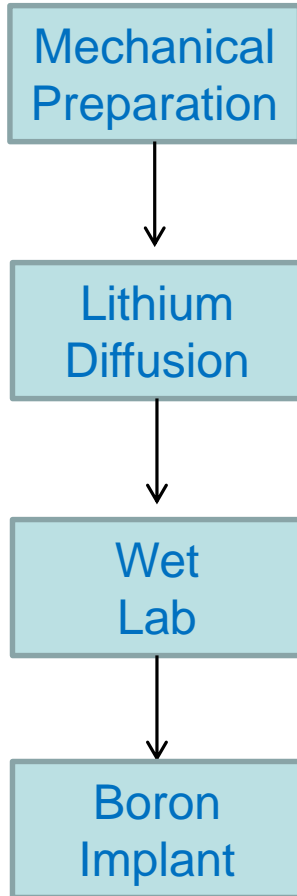 Mechanical
Preparation
Lithium
Diffusion
Wet
Lab
Boron
Implant